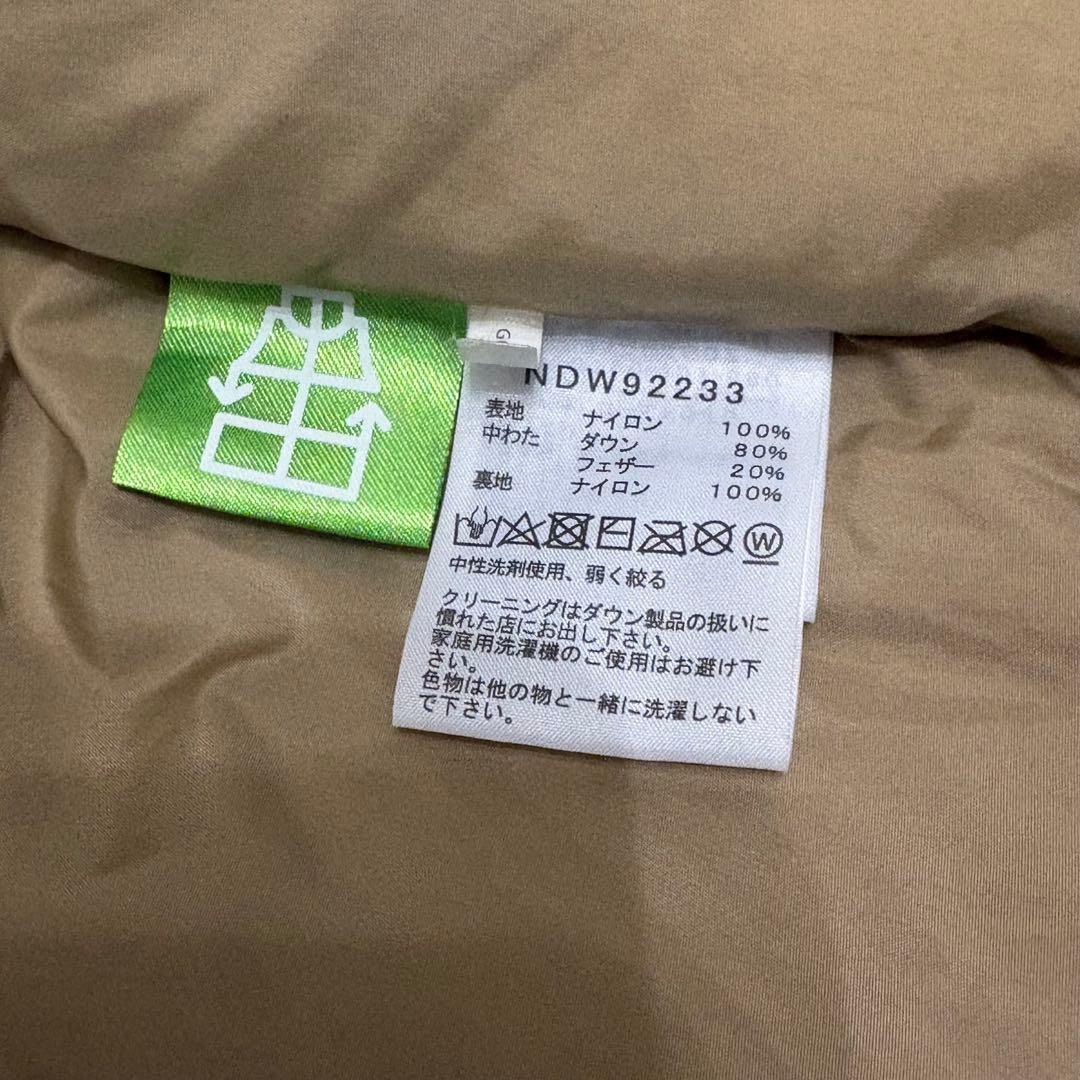 G
NDW92233
表地 ナイロン 100%
中わた ダウン 80%
フェザー 20%
裏地 ナイロン 100%
W
中性洗剤使用、弱く絞る
クリーニングはダウン製品の扱いに
慣れた店にお出し下さい。
家庭用洗濯機のご使用はお避け下
さい。
色物は他の物と一緒に洗濯しない
で下さい。